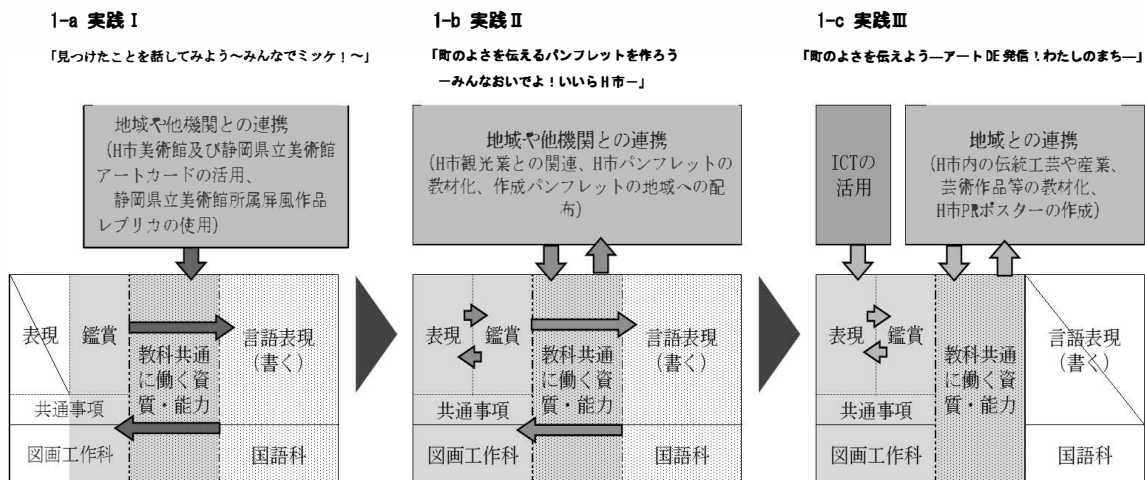 1-a 実践Ⅰ
「見つけたことを話してみよう～みんなでミッケ！～」
地域や他機関との連携
(H市美術館及び静岡県立美術館
アートカードの活用、
静岡県立美術館所属屏風作品
レプリカの使用)
表現
鑑賞
教科共通
に働く資
質・能力
言語表現
(書く)
共通事項
図画工作科
国語科
1-b 実践Ⅱ
「町のよさを伝えるパンフレットを作ろう
－みんなおいでよ！いいらH市－」
地域や他機関との連携
(H市観光業との関連、H市パンフレットの
教材化、作成パンフレットの地域への配
布)
表現
鑑賞
教科共通
に働く資
質・能力
言語表現
(書く)
共通事項
図画工作科
国語科
1-c 実践Ⅲ
「町のよさを伝えよう―アートDE発信！わたしのまち―」
ICTの
活用
地域との連携
(H市内の伝統工芸や産業、
芸術作品等の教材化、
H市PRポスターの作成)
表現
鑑賞
教科共通
に働く資
質・能力
言語表現
(書く)
共通事項
図画工作科
国語科